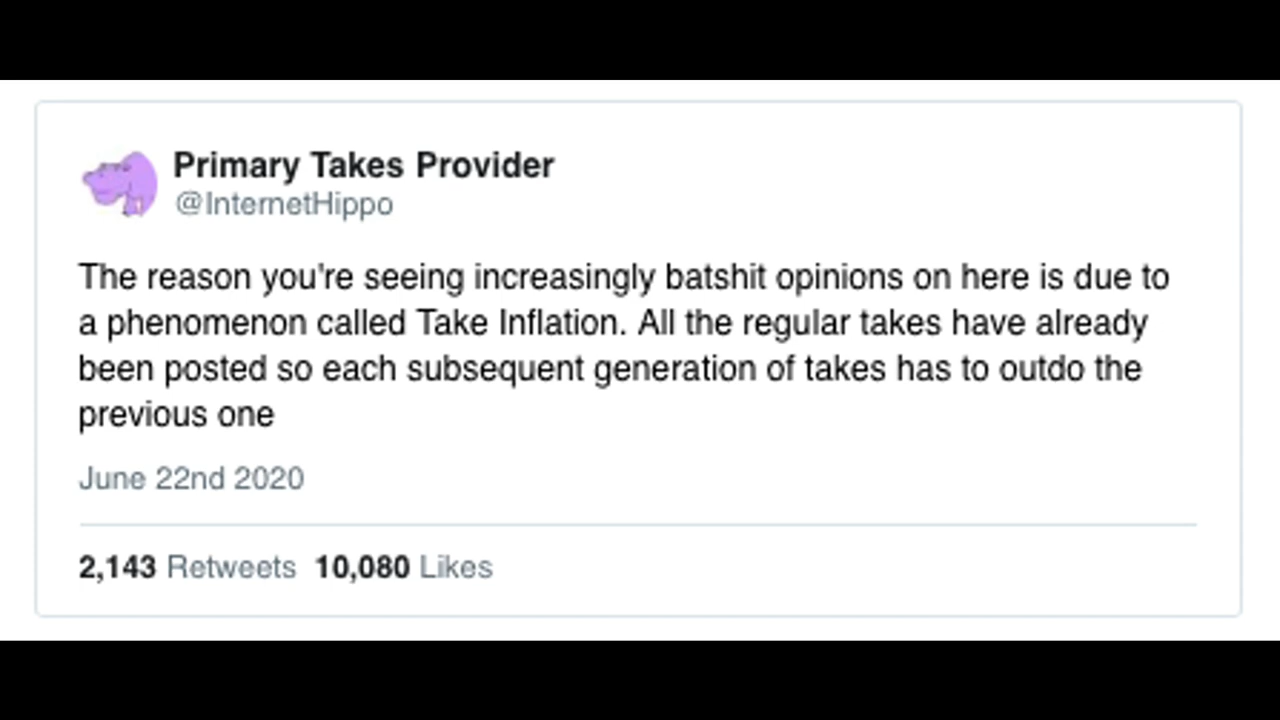 Primary Takes Provider
@InternetHippo
The reason you're seeing increasingly batshit opinions on here is due to
a phenomenon called Take Inflation. All the regular takes have already
been posted so each subsequent generation of takes has to outdo the
previous one
June 22nd 2020
2,143 Retweets 10,080 Likes